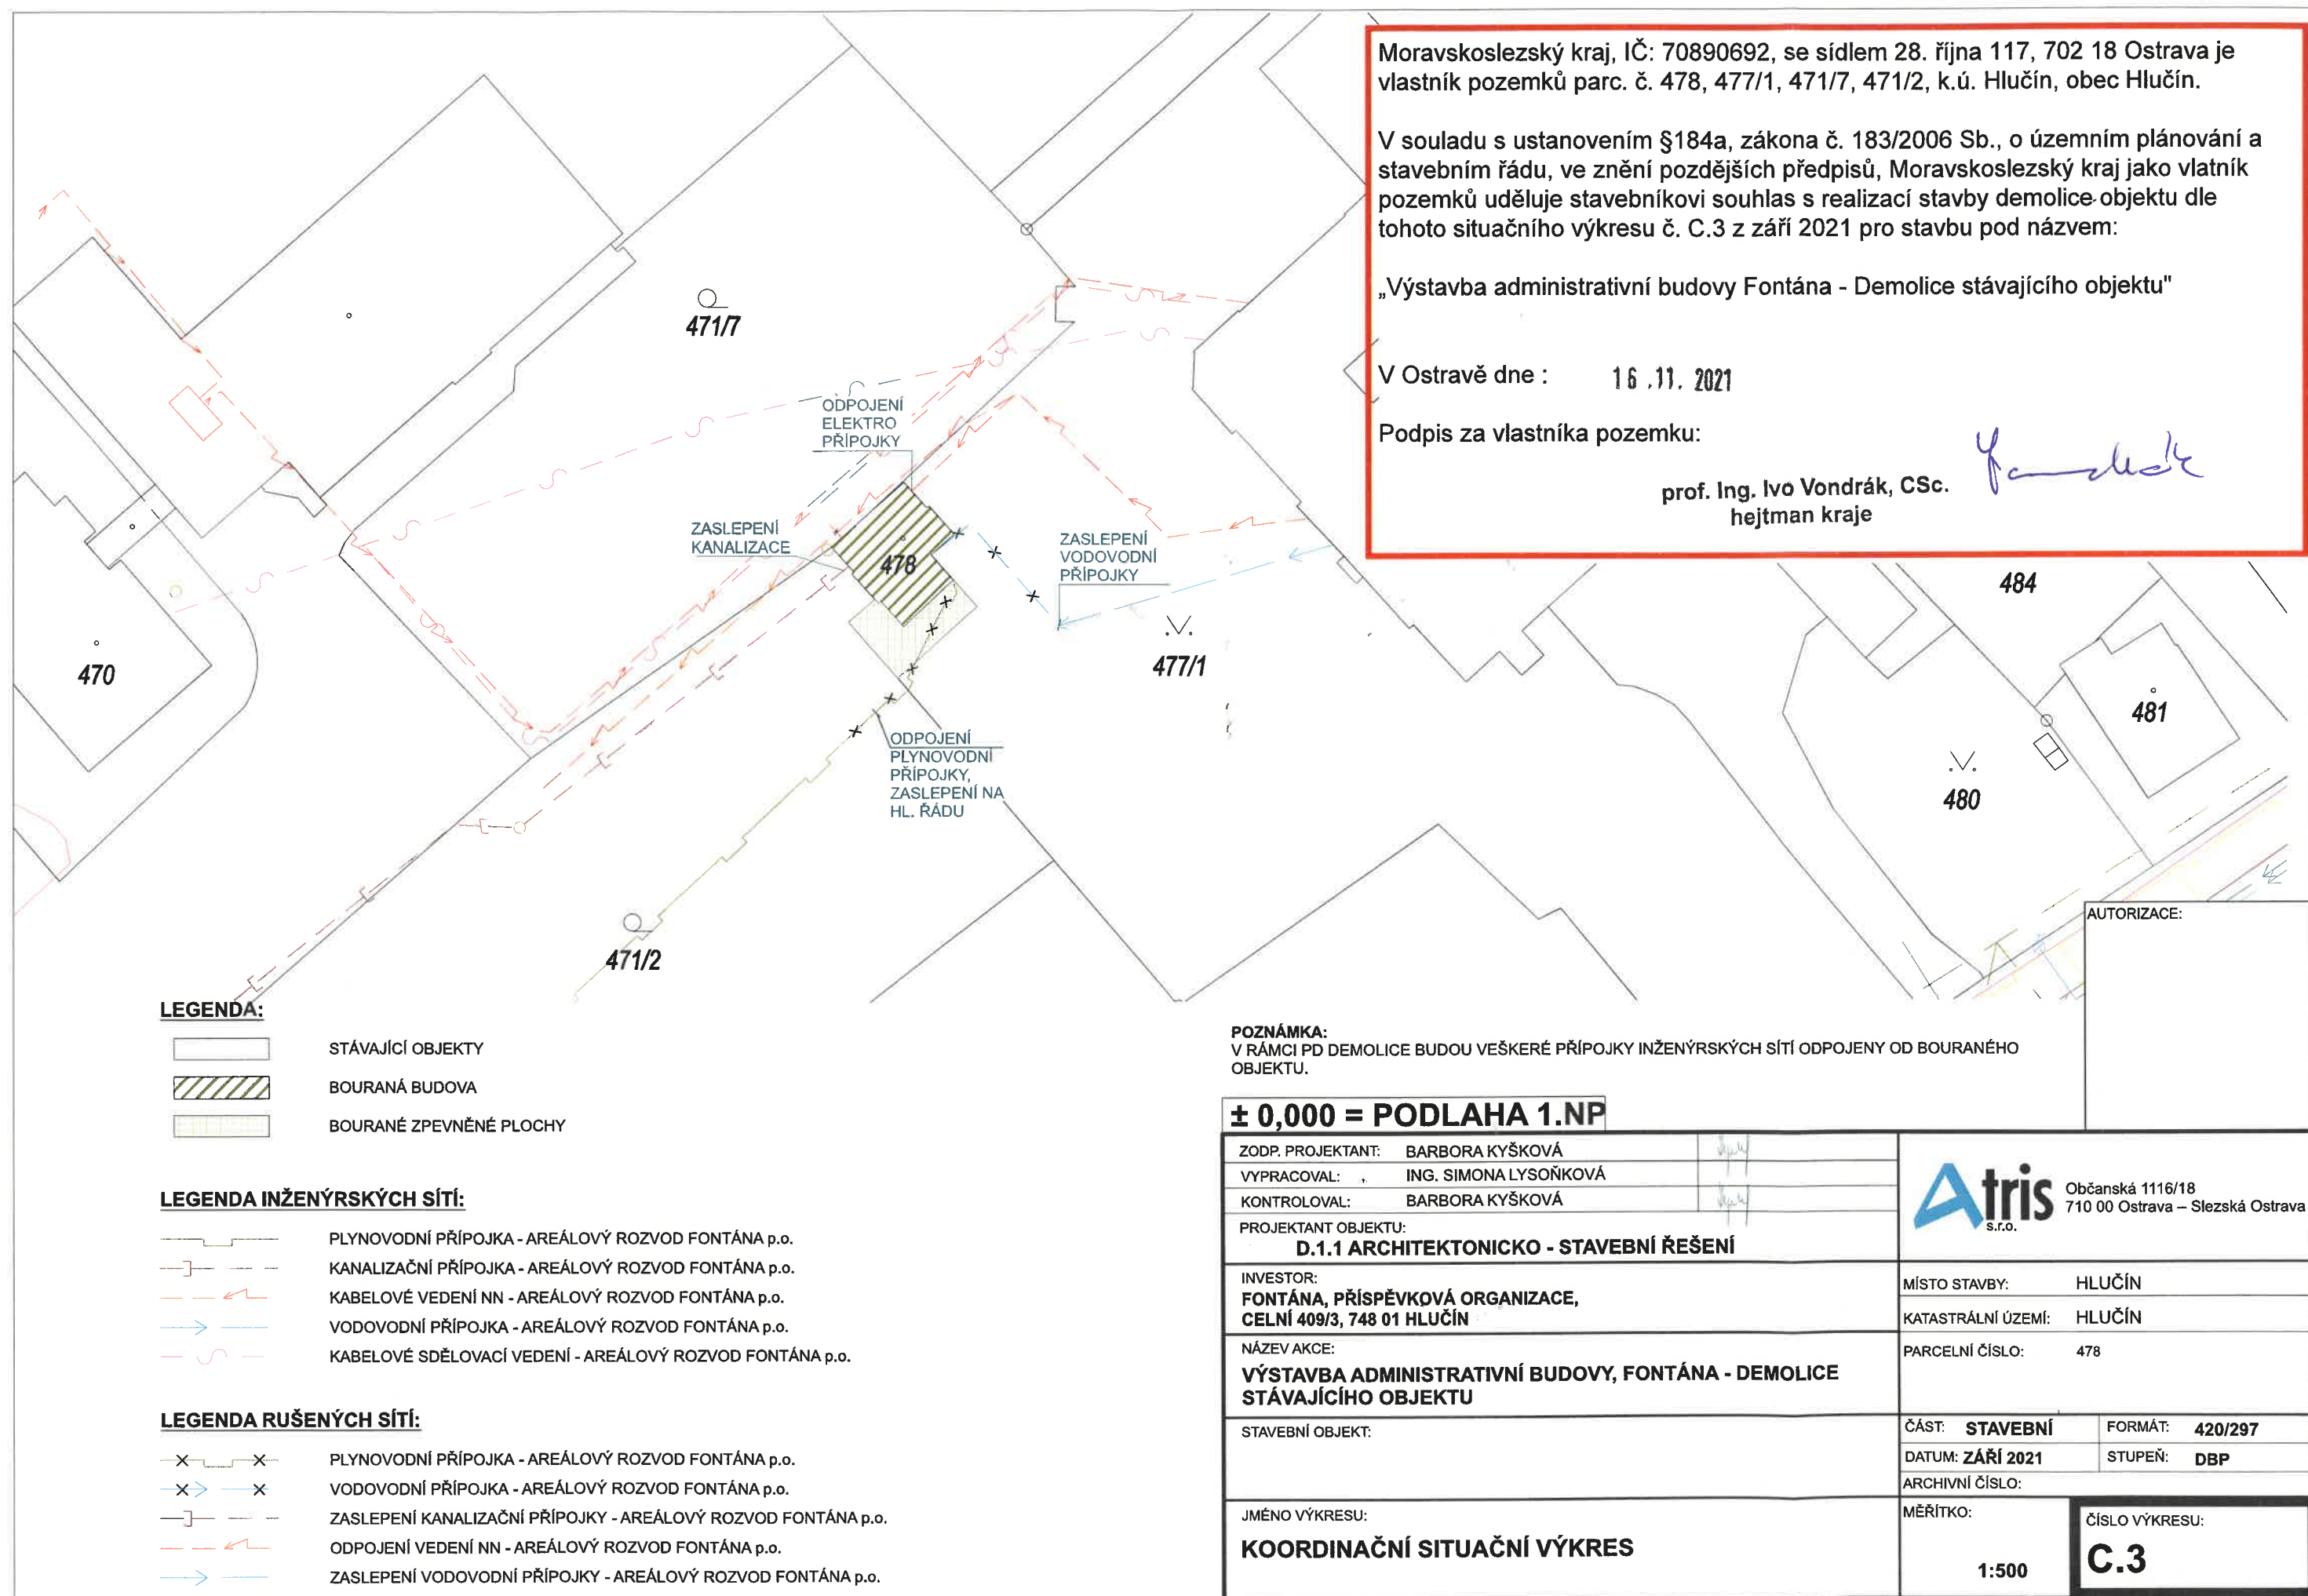 Moravskoslezský kraj, IČ: 70890692, se sídlem 28. října 117, 702 18 Ostrava je
vlastník pozemků parc. č. 478, 477/1, 471/7, 471/2, k.ú. Hlučín, obec Hlučín.
V souladu s ustanovením §184a, zákona č. 183/2006 Sb., o územním plánování a
stavebním řádu, ve znění pozdějších předpisů, Moravskoslezský kraj jako vlatník
pozemků uděluje stavebníkovi souhlas s realizací stavby demolice objektu dle
tohoto situačního výkresu č. C.3 z září 2021 pro stavbu pod názvem:
„Výstavba administrativní budovy Fontána - Demolice stávajícího objektu"
V Ostravě dne : 16.11. 2021
Podpis za vlastníka pozemku:
prof. Ing. Ivo Vondrák, CSc.
hejtman kraje
471/7
ODPOJENÍ
ELEKTRO
PŘÍPOJKY
ZASLEPENÍ
KANALIZACE
478
ZASLEPENÍ
VODOVODNÍ
PŘÍPOJKY
477/1
484
470
481
480
ODPOJENÍ
PLYNOVODNÍ
PŘÍPOJKY,
ZASLEPENÍ NA
HL. ŘÁDU
471/2
LEGENDA:
STÁVAJÍCÍ OBJEKTY
BOURANÁ BUDOVA
BOURANÉ ZPEVNĚNÉ PLOCHY
LEGENDA INŽENÝRSKÝCH SÍTÍ:
PLYNOVODNÍ PŘÍPOJKA - AREÁLOVÝ ROZVOD FONTÁNA p.o.
KANALIZAČNÍ PŘÍPOJKA - AREÁLOVÝ ROZVOD FONTÁNA p.o.
KABELOVÉ VEDENÍ NN - AREÁLOVÝ ROZVOD FONTÁNA p.o.
VODOVODNÍ PŘÍPOJKA - AREÁLOVÝ ROZVOD FONTÁNA p.o.
KABELOVÉ SDĚLOVACÍ VEDENÍ - AREÁLOVÝ ROZVOD FONTÁNA p.o.
LEGENDA RUŠENÝCH SÍTÍ:
PLYNOVODNÍ PŘÍPOJKA - AREÁLOVÝ ROZVOD FONTÁNA p.o.
VODOVODNÍ PŘÍPOJKA - AREÁLOVÝ ROZVOD FONTÁNA p.o.
ZASLEPENÍ KANALIZAČNÍ PŘÍPOJKY - AREÁLOVÝ ROZVOD FONTÁNA p.o.
ODPOJENÍ VEDENÍ NN - AREÁLOVÝ ROZVOD FONTÁNA p.o.
ZASLEPENÍ VODOVODNÍ PŘÍPOJKY - AREÁLOVÝ ROZVOD FONTÁNA p.o.
AUTORIZACE:
POZNÁMKA:
V RÁMCI PD DEMOLICE BUDOU VEŠKERÉ PŘÍPOJKY INŽENÝRSKÝCH SÍTÍ ODPOJENY OD BOURANÉHO
OBJEKTU.
± 0,000 = PODLAHA 1.NP
ZODP. PROJEKTANT: BARBORA KYŠKOVÁ
VYPRACOVAL: ING. SIMONA LYSOŇKOVÁ
KONTROLOVAL: BARBORA KYŠKOVÁ
PROJEKTANT OBJEKTU:
D.1.1 ARCHITEKTONICKO - STAVEBNÍ ŘEŠENÍ
Atris
s.r.o.
Občanská 1116/18
710 00 Ostrava – Slezská Ostrava
INVESTOR:
FONTÁNA, PŘÍSPĚVKOVÁ ORGANIZACE,
CELNÍ 409/3, 748 01 HLUČÍN
MÍSTO STAVBY: HLUČÍN
KATASTRÁLNÍ ÚZEMÍ: HLUČÍN
PARCELNÍ ČÍSLO: 478
NÁZEV AKCE:
VÝSTAVBA ADMINISTRATIVNÍ BUDOVY, FONTÁNA - DEMOLICE
STÁVAJÍCÍHO OBJEKTU
STAVEBNÍ OBJEKT:
ČÁST: STAVEBNÍ FORMÁT: 420/297
DATUM: ZÁŘÍ 2021 STUPEŇ: DBP
ARCHIVNÍ ČÍSLO:
JMÉNO VÝKRESU:
KOORDINAČNÍ SITUAČNÍ VÝKRES
MĚŘÍTKO:
1:500
ČÍSLO VÝKRESU:
C.3